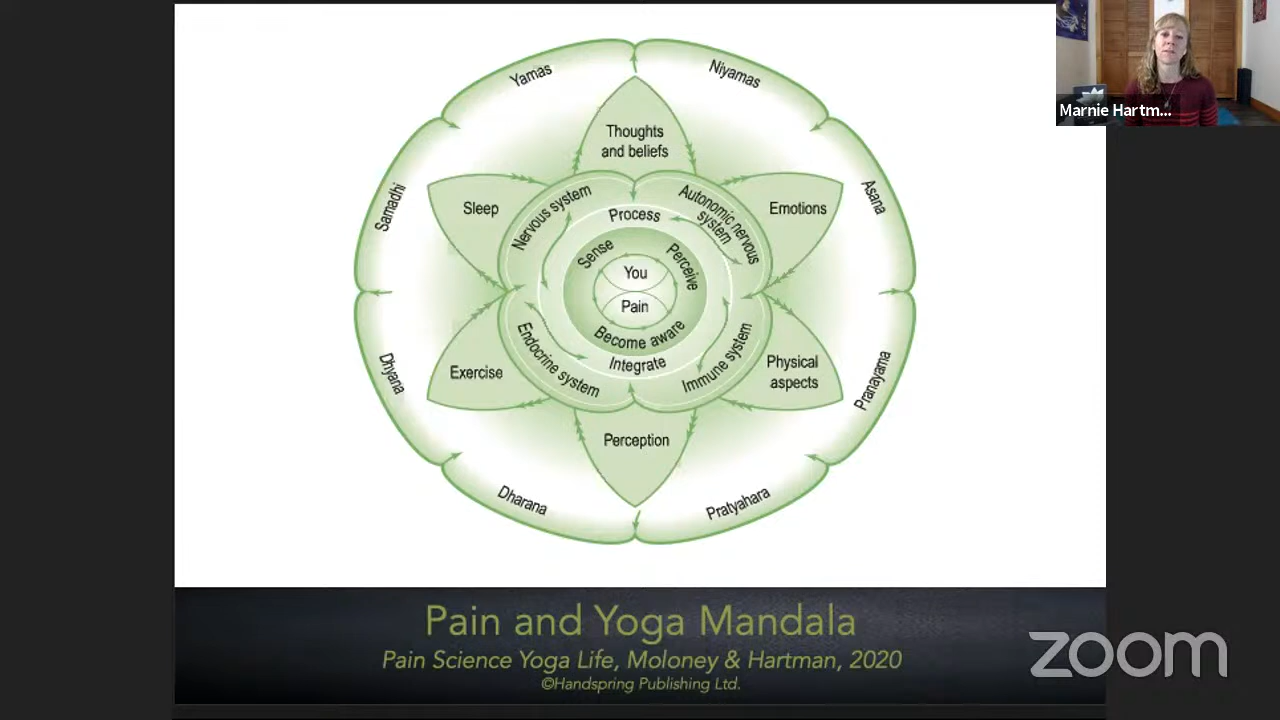 Marnie Hartm...
Yamas
Niyamas
Thoughts
and beliefs
Samadhi
Asana
Sleep
Emotions
Nervous system
Autonomic nervous
system
Process
Sense
Perceive
You
Pain
Become aware
Integrate
Endocrine system
Immune system
Dhyana
Exercise
Physical
aspects
Pranayama
Perception
Dharana
Pratyahara
Pain and Yoga Mandala
Pain Science Yoga Life, Moloney & Hartman, 2020
©Handspring Publishing Ltd.
zoom